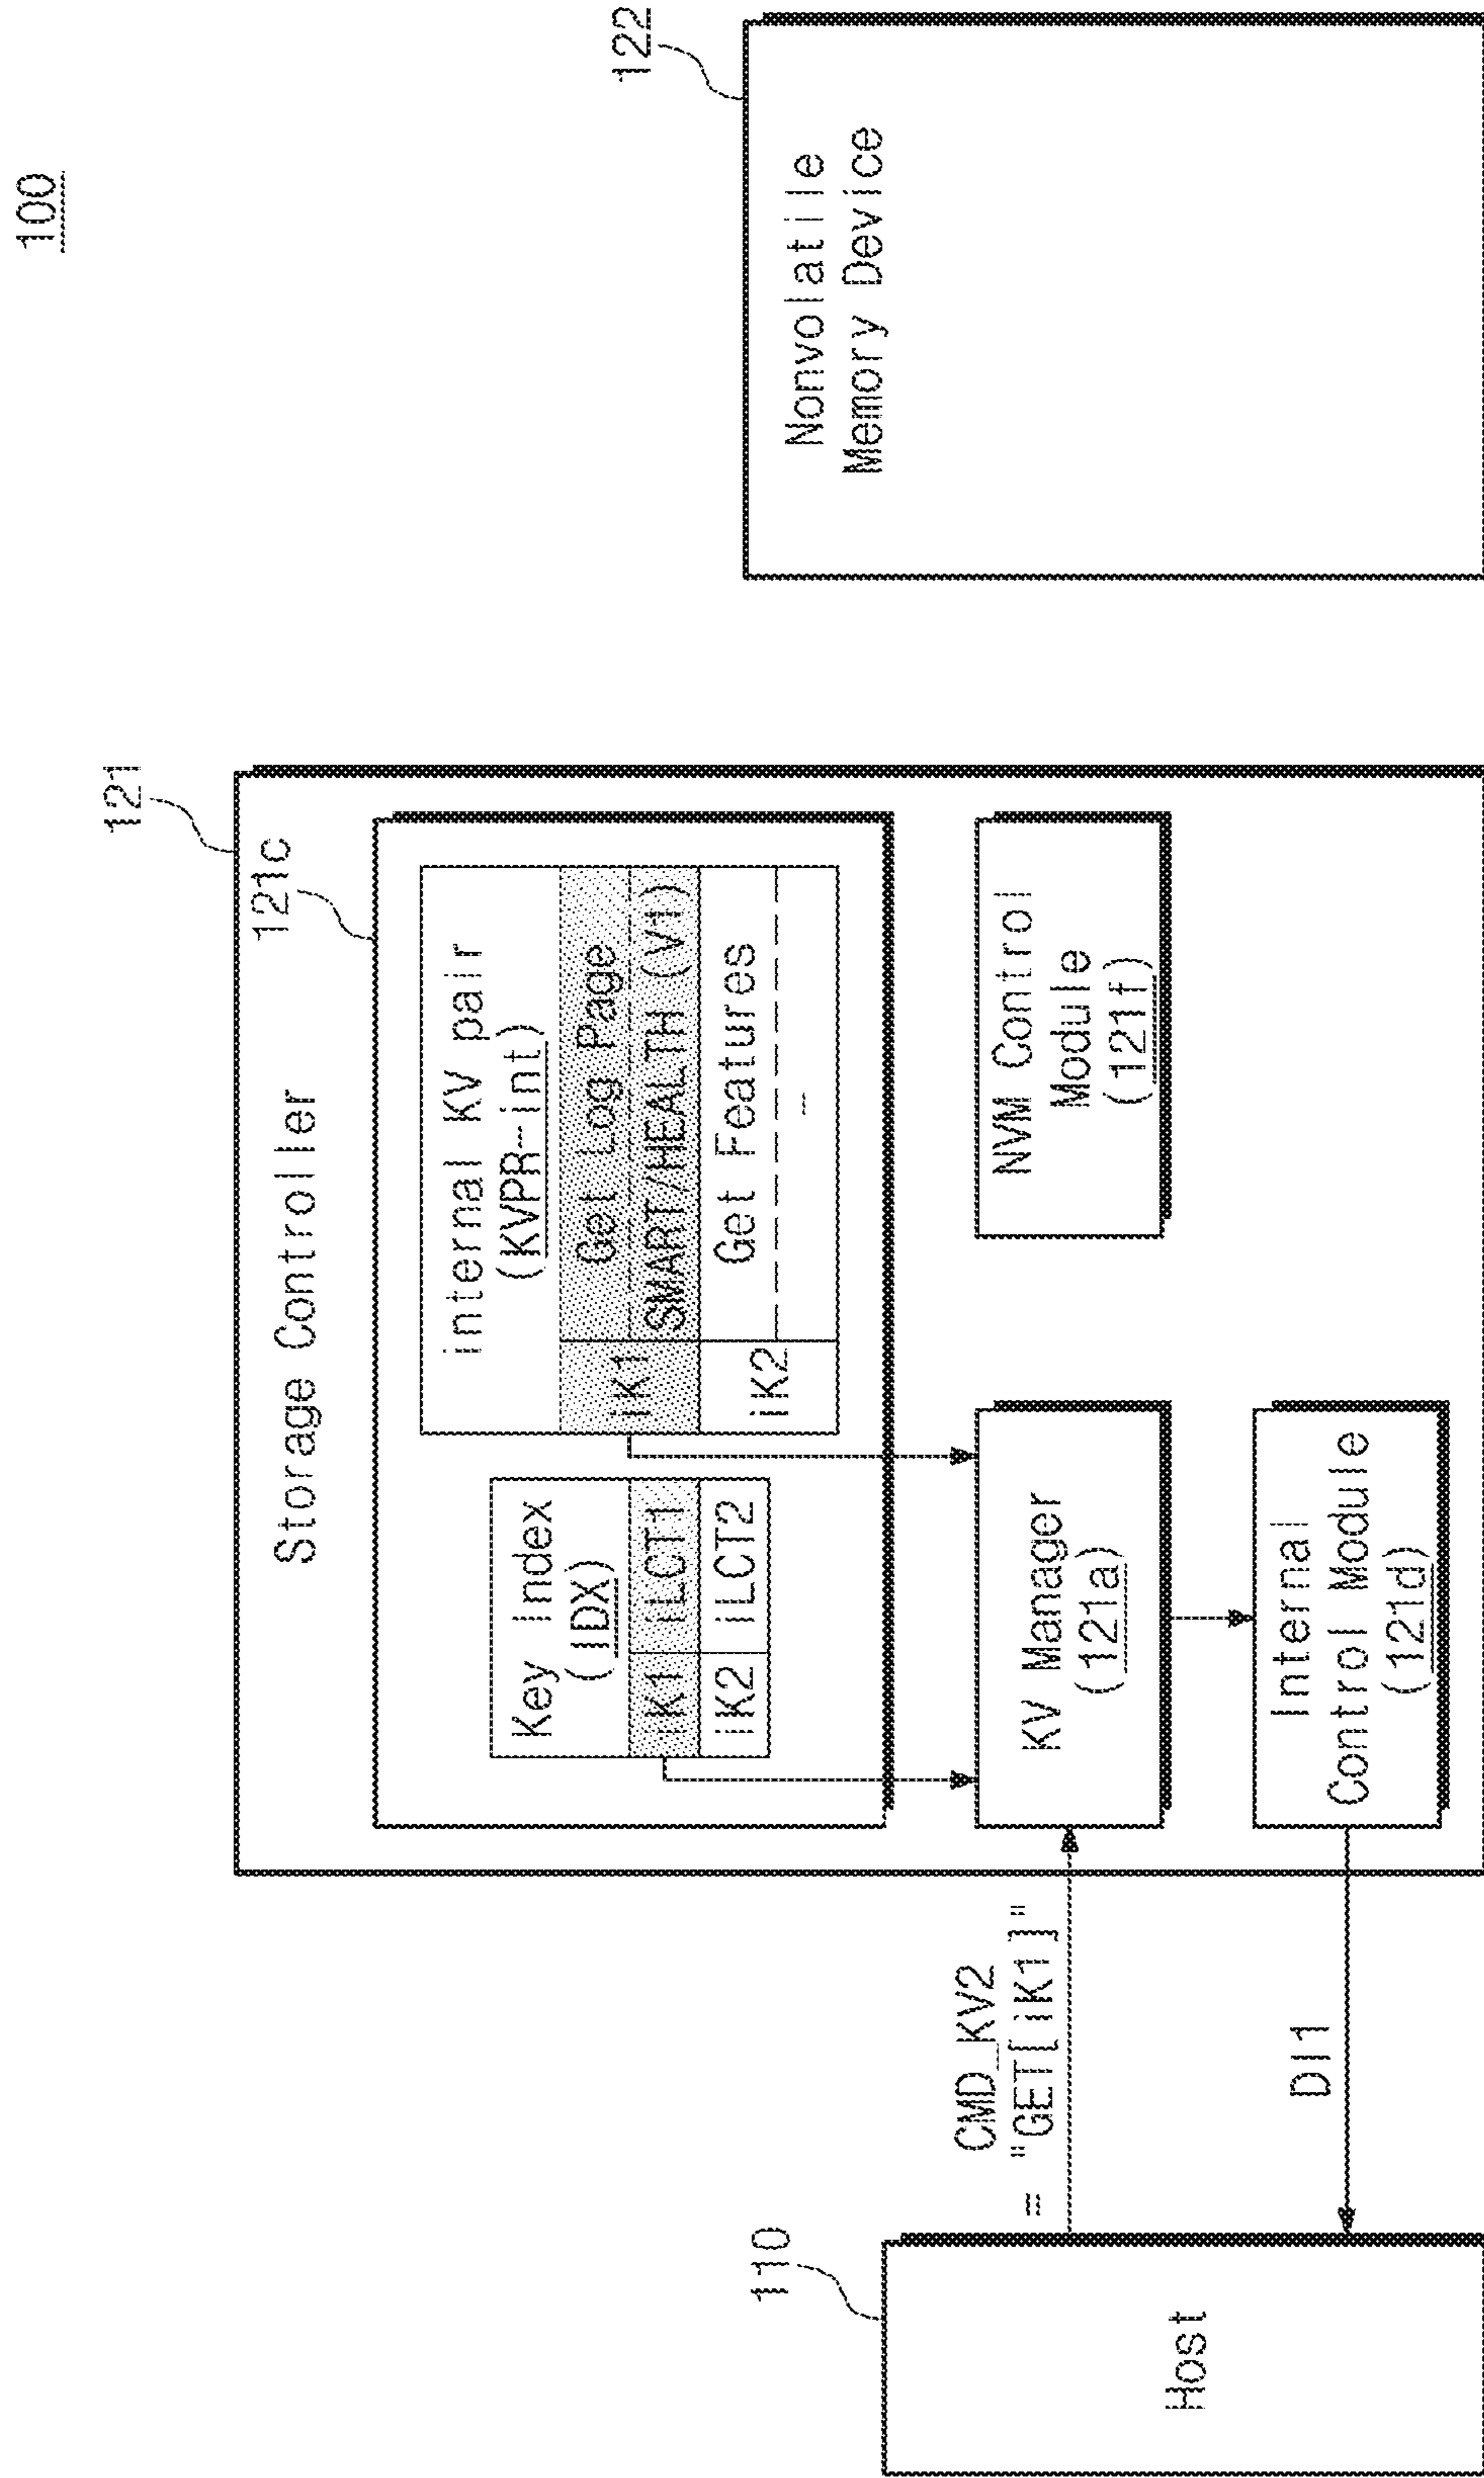 100
110
Host
CMD_KV2
= "GET[iK1]"
DI1
121
Storage Controller
121c
Key Index
(IDX)
iK1 iLCT1
iK2 iLCT2
internal KV pair
(KVPR-int)
iK1
Get Log Page
SMART/HEALTH (V1)
iK2
Get Features
...
KV Manager
(121a)
NVM Control
Module
(121f)
Internal
Control Module
(121d)
122
Nonvolatile
Memory Device